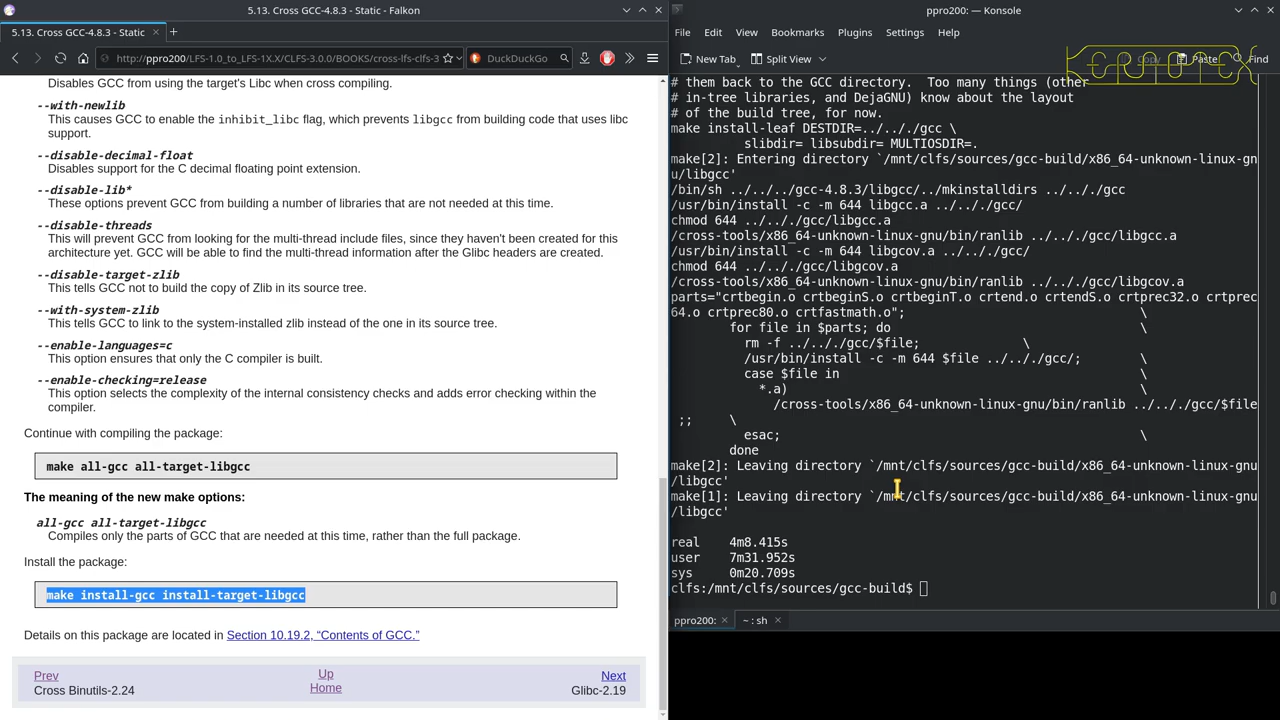 5.13. Cross GCC-4.8.3 - Static - Falkon
5.13. Cross GCC-4.8.3 - Static
http://ppro200/LFS-1.0_to_LFS-1X.X/CLFS-3.0.0/BOOKS/cross-lfs-clfs-3
DuckDuckGo
Disables GCC from using the target's Libc when cross compiling.
--with-newlib
This causes GCC to enable the inhibit_libc flag, which prevents libgcc from building code that uses libc
support.
--disable-decimal-float
Disables support for the C decimal floating point extension.
--disable-lib*
These options prevent GCC from building a number of libraries that are not needed at this time.
--disable-threads
This will prevent GCC from looking for the multi-thread include files, since they haven't been created for this
architecture yet. GCC will be able to find the multi-thread information after the Glibc headers are created.
--disable-target-zlib
This tells GCC not to build the copy of Zlib in its source tree.
--with-system-zlib
This tells GCC to link to the system-installed zlib instead of the one in its source tree.
--enable-languages=c
This option ensures that only the C compiler is built.
--enable-checking=release
This option selects the complexity of the internal consistency checks and adds error checking within the
compiler.
Continue with compiling the package:
make all-gcc all-target-libgcc
The meaning of the new make options:
all-gcc all-target-libgcc
Compiles only the parts of GCC that are needed at this time, rather than the full package.
Install the package:
make install-gcc install-target-libgcc
Details on this package are located in Section 10.19.2, “Contents of GCC.”
Prev Up Next
Cross Binutils-2.24 Home Glibc-2.19
ppro200: — Konsole
File Edit View Bookmarks Plugins Settings Help
New Tab Split View Copy Paste Find
# them back to the GCC directory.  Too many things (other
# in-tree libraries, and DejaGNU) know about the layout
# of the build tree, for now.
make install-leaf DESTDIR=../.././gcc \
          slibdir= libsubdir= MULTIOSDIR=.
make[2]: Entering directory `/mnt/clfs/sources/gcc-build/x86_64-unknown-linux-gn
u/libgcc'
/bin/sh ../../../gcc-4.8.3/libgcc/../mkinstalldirs ../.././gcc
/usr/bin/install -c -m 644 libgcc.a ../.././gcc/
chmod 644 ../.././gcc/libgcc.a
/cross-tools/x86_64-unknown-linux-gnu/bin/ranlib ../.././gcc/libgcc.a
/usr/bin/install -c -m 644 libgcov.a ../.././gcc/
chmod 644 ../.././gcc/libgcov.a
/cross-tools/x86_64-unknown-linux-gnu/bin/ranlib ../.././gcc/libgcov.a
parts="crtbegin.o crtbeginS.o crtbeginT.o crtend.o crtendS.o crtprec32.o crtprec
64.o crtprec80.o crtfastmath.o"; \
        for file in $parts; do \
          rm -f ../.././gcc/$file; \
          /usr/bin/install -c -m 644 $file ../.././gcc/; \
          case $file in \
            *.a) \
              /cross-tools/x86_64-unknown-linux-gnu/bin/ranlib ../.././gcc/$file
 ;; \
          esac; \
        done
make[2]: Leaving directory `/mnt/clfs/sources/gcc-build/x86_64-unknown-linux-gnu
/libgcc'
make[1]: Leaving directory `/mnt/clfs/sources/gcc-build/x86_64-unknown-linux-gnu
/libgcc'
real 4m8.415s
user 7m31.952s
sys 0m20.709s
clfs:/mnt/clfs/sources/gcc-build$
ppro200: ~ : sh